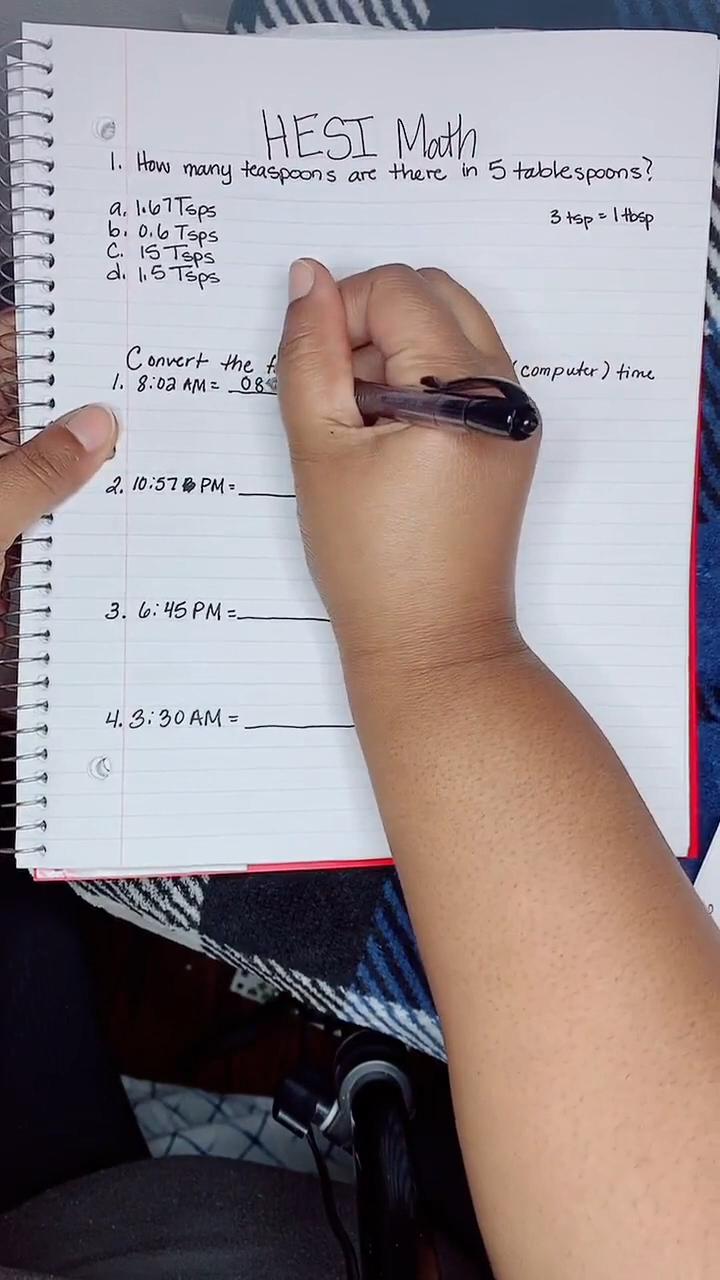 HESI Math
1. How many teaspoons are there in 5 tablespoons?
a. 1.67 Tsps
3 tsp = 1 tbsp
b. 0.6 Tsps
c. 15 Tsps
d. 1.5 Tsps
Convert the (computer) time
1. 8:02 AM = 08
2. 10:57 PM =
3. 6:45 PM =
4. 3:30 AM =